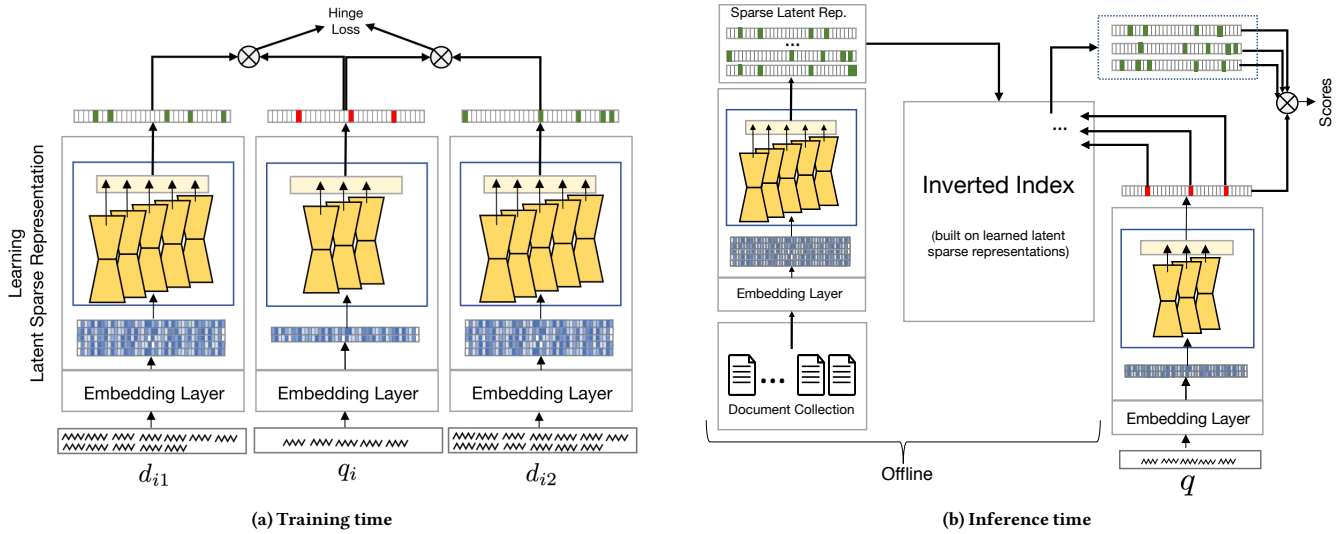 Hinge
Loss
Learning
Latent Sparse Representation
Embedding Layer
Embedding Layer
Embedding Layer
d_{i1}
q_i
d_{i2}
(a) Training time
Sparse Latent Rep.
...
Embedding Layer
...
Document Collection
Offline
Inverted Index
(built on learned latent
sparse representations)
...
Scores
Embedding Layer
q
(b) Inference time